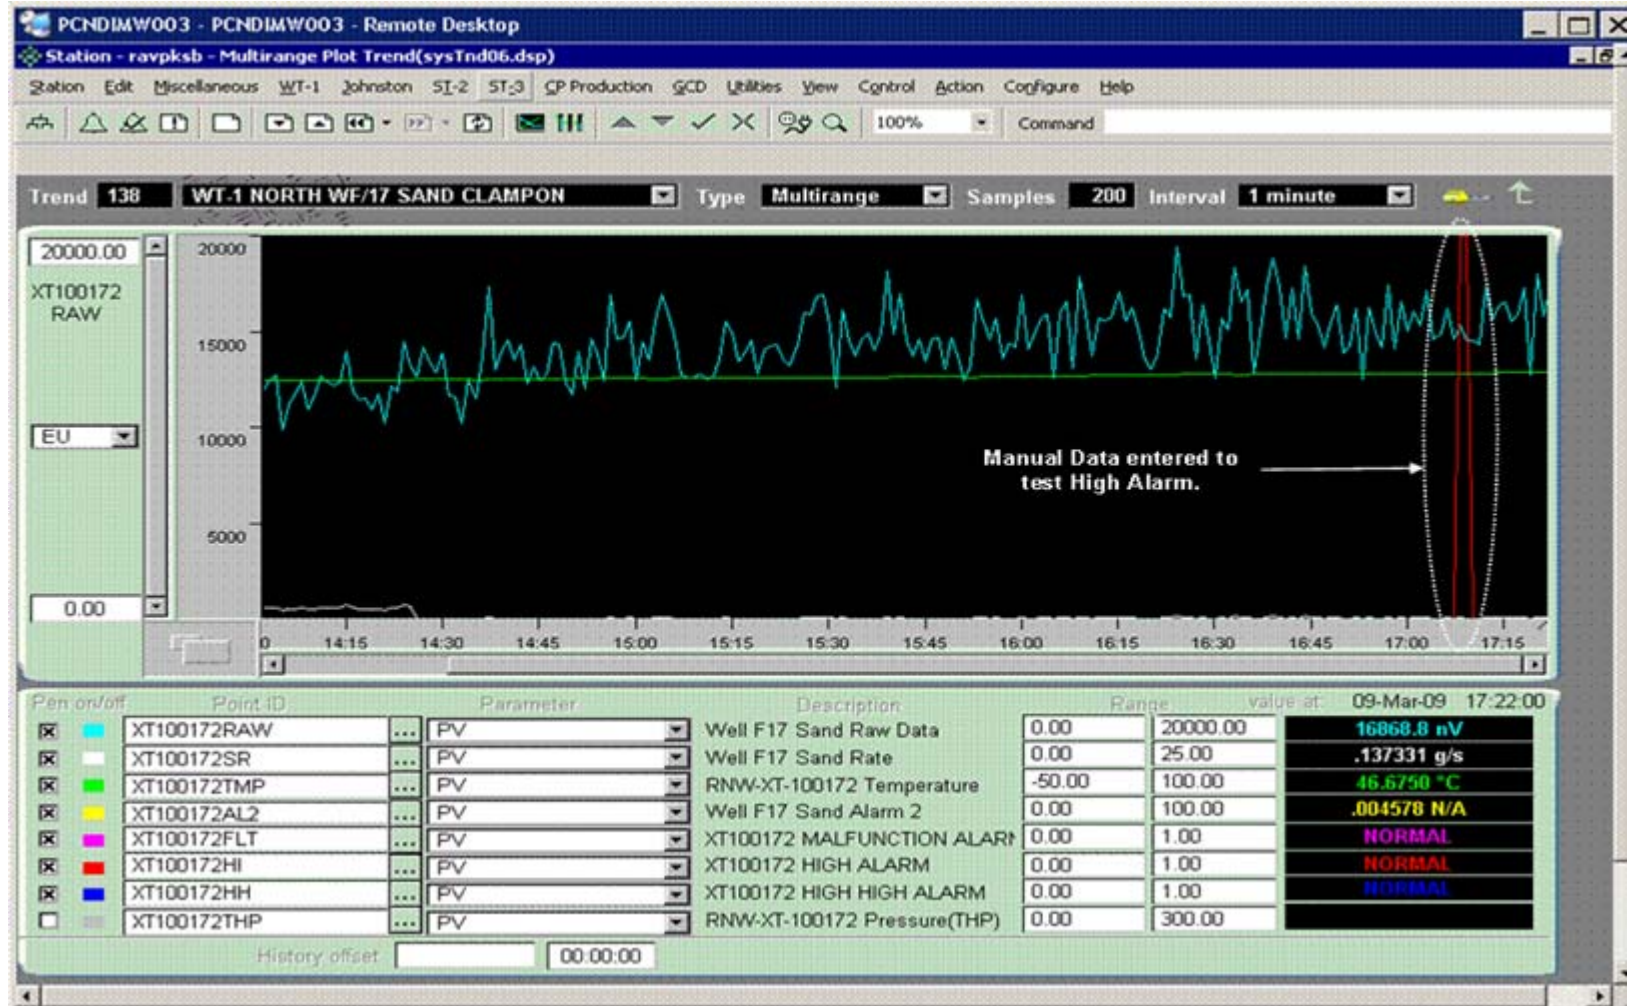 PCNDIMW003 - PCNDIMW003 - Remote Desktop
Station - ravpksb - Multirange Plot Trend(sysTnd06.dsp)
Station Edit Miscellaneous WT-1 Johnston ST-2 ST-3 CP Production GCD Utilities View Control Action Configure Help
100% Command
Trend 138 WT-1 NORTH WF/17 SAND CLAMPON Type Multirange Samples 200 Interval 1 minute
20000.00
XT100172
RAW
EU
0.00
20000
15000
10000
5000
Manual Data entered to
test High Alarm.
0 14:15 14:30 14:45 15:00 15:15 15:30 15:45 16:00 16:15 16:30 16:45 17:00 17:15
Pen on/off Point ID Parameter Description Range value at: 09-Mar-09 17:22:00
XT100172RAW ... PV Well F17 Sand Raw Data 0.00 20000.00 16868.8 nV
XT100172SR ... PV Well F17 Sand Rate 0.00 25.00 .137331 g/s
XT100172TMP ... PV RNW-XT-100172 Temperature -50.00 100.00 46.6750 °C
XT100172AL2 ... PV Well F17 Sand Alarm 2 0.00 100.00 .004578 N/A
XT100172FLT ... PV XT100172 MALFUNCTION ALARM 0.00 1.00 NORMAL
XT100172HI ... PV XT100172 HIGH ALARM 0.00 1.00 NORMAL
XT100172HH ... PV XT100172 HIGH HIGH ALARM 0.00 1.00 NORMAL
XT100172THP ... PV RNW-XT-100172 Pressure(THP) 0.00 300.00
History offset 00:00:00